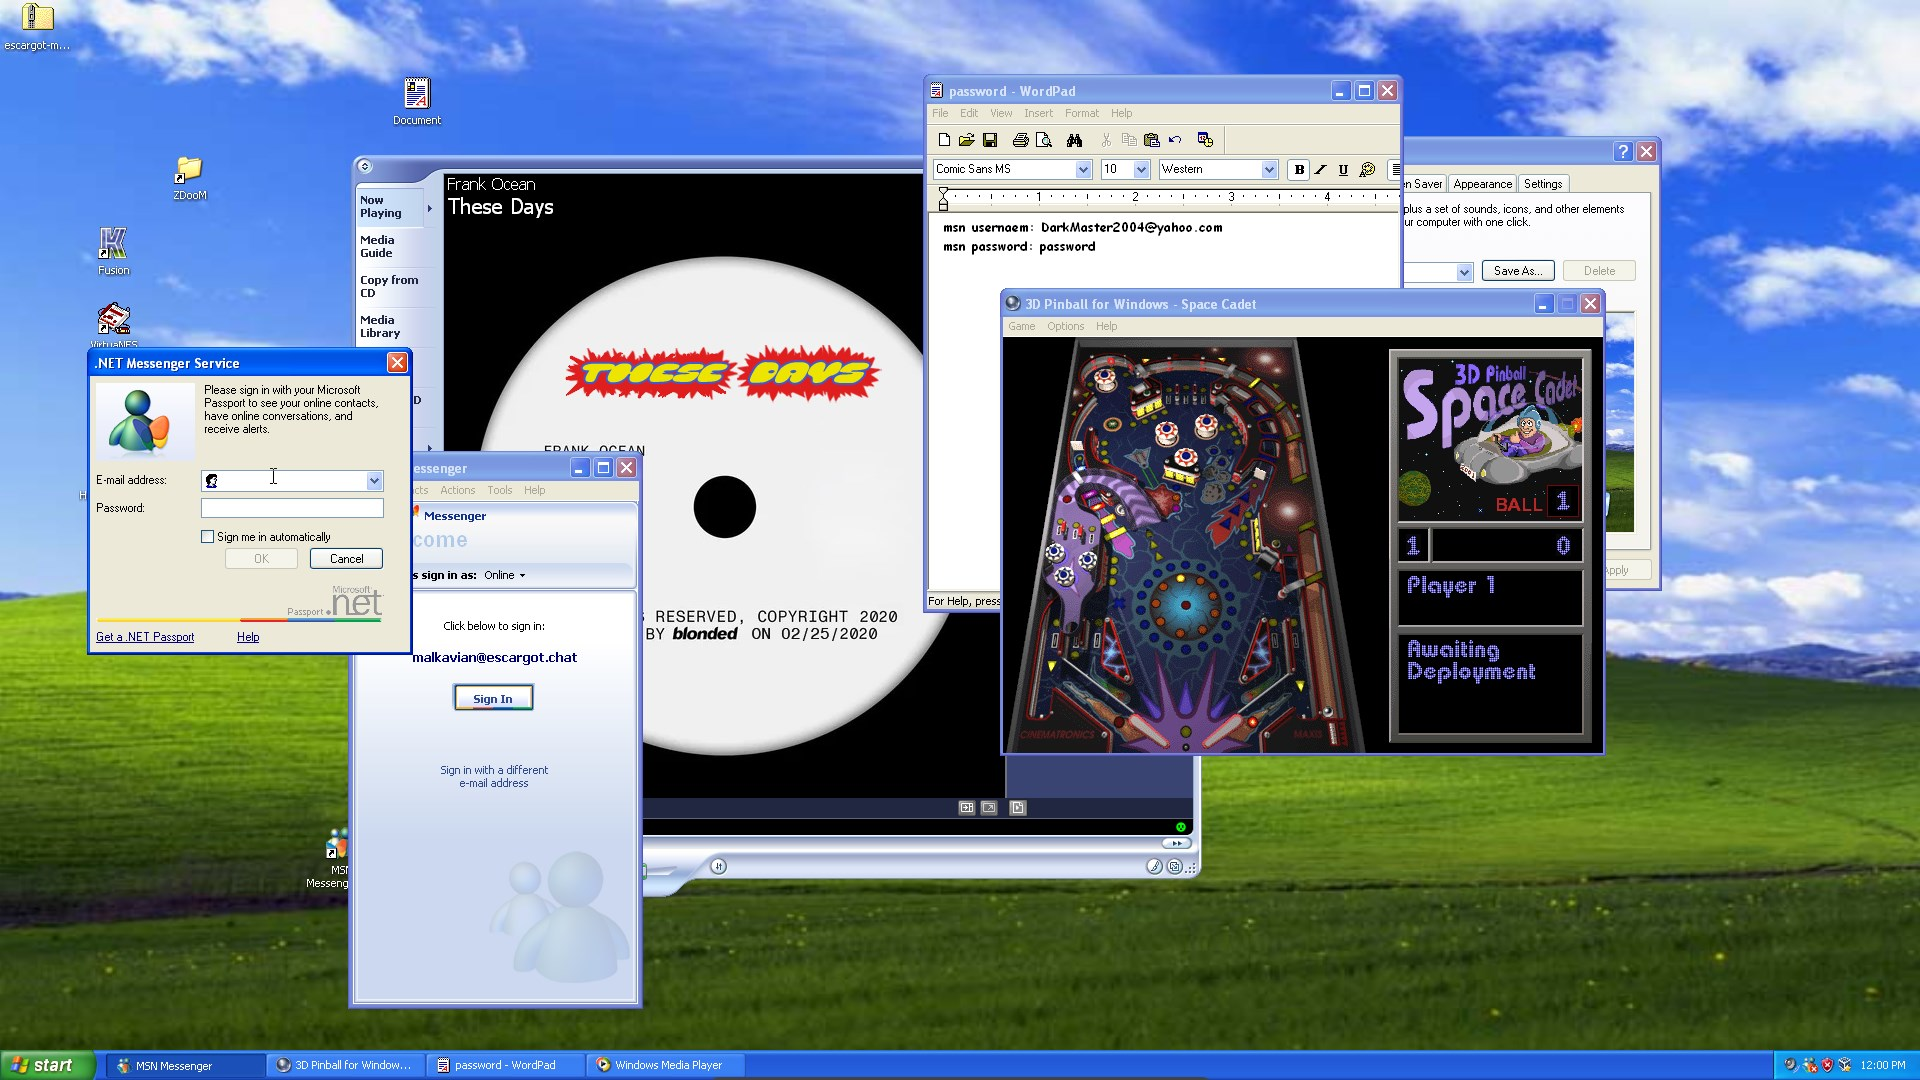 escargot-m...
Document
ZDooM
Fusion
VirtuaNES
MSN
Messeng
password - WordPad
File Edit View Insert Format Help
Comic Sans MS 10 Western B U
1 2 3 4
msn usernaem: DarkMaster2004@yahoo.com
msn password: password
For Help, press
en Saver Appearance Settings
plus a set of sounds, icons, and other elements
ur computer with one click.
Save As... Delete
Apply
Frank Ocean
These Days
Now
Playing
Media
Guide
Copy from
CD
Media
Library
D
FRANK OCEAN
DAYS
S RESERVED, COPYRIGHT 2020
BY blonded ON 02/25/2020
3D Pinball for Windows - Space Cadet
Game Options Help
CINEMATRONICS MAXIS
3D Pinball
Space Cadet
BALL 1
1 0
Player 1
Awaiting
Deployment
.NET Messenger Service
Please sign in with your Microsoft
Passport to see your online contacts,
have online conversations, and
receive alerts.
E-mail address:
Password:
Sign me in automatically
OK Cancel
Microsoft
Passport .net
Get a .NET Passport Help
essenger
cts Actions Tools Help
Messenger
come
s sign in as: Online
Click below to sign in:
malkavian@escargot.chat
Sign In
Sign in with a different
e-mail address
start MSN Messenger 3D Pinball for Window... password - WordPad Windows Media Player 12:00 PM